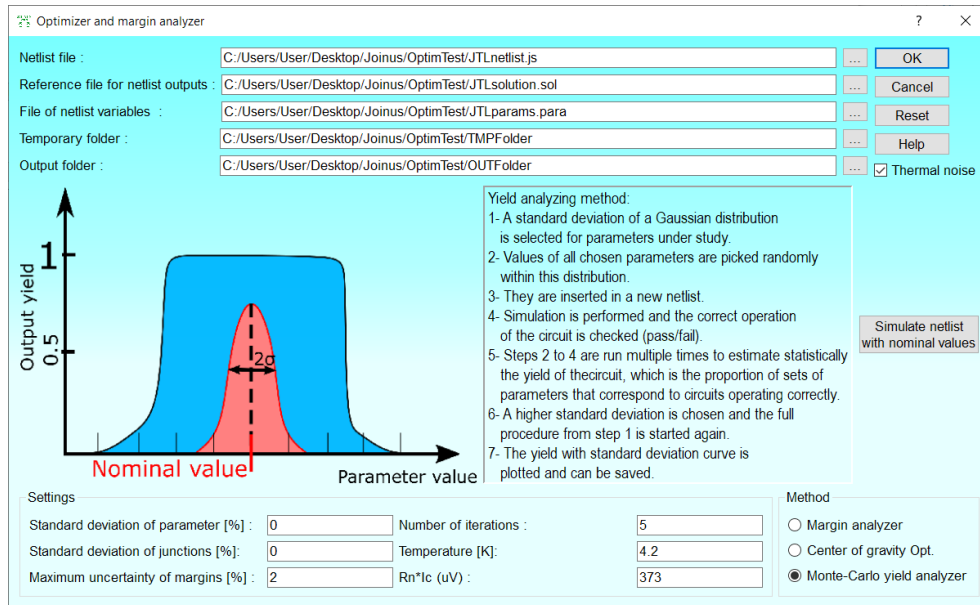 Optimizer and margin analyzer
?
Netlist file :
C:/Users/User/Desktop/Joinus/OptimTest/JTLnetlist.js
...
OK
Reference file for netlist outputs :
C:/Users/User/Desktop/Joinus/OptimTest/JTLsolution.sol
...
Cancel
File of netlist variables :
C:/Users/User/Desktop/Joinus/OptimTest/JTLparams.para
...
Reset
Temporary folder :
C:/Users/User/Desktop/Joinus/OptimTest/TMPFolder
...
Help
Output folder :
C:/Users/User/Desktop/Joinus/OptimTest/OUTFolder
...
Thermal noise
Output yield
1
0.5
2σ
Nominal value
Parameter value
Yield analyzing method:
1- A standard deviation of a Gaussian distribution
is selected for parameters under study.
2- Values of all chosen parameters are picked randomly
within this distribution.
3- They are inserted in a new netlist.
4- Simulation is performed and the correct operation
of the circuit is checked (pass/fail).
5- Steps 2 to 4 are run multiple times to estimate statistically
the yield of thecircuit, which is the proportion of sets of
parameters that correspond to circuits operating correctly.
6- A higher standard deviation is chosen and the full
procedure from step 1 is started again.
7- The yield with standard deviation curve is
plotted and can be saved.
Simulate netlist
with nominal values
Settings
Standard deviation of parameter [%] :
0
Number of iterations :
5
Standard deviation of junctions [%]:
0
Temperature [K]:
4.2
Maximum uncertainty of margins [%] :
2
Rn*Ic (uV) :
373
Method
Margin analyzer
Center of gravity Opt.
Monte-Carlo yield analyzer